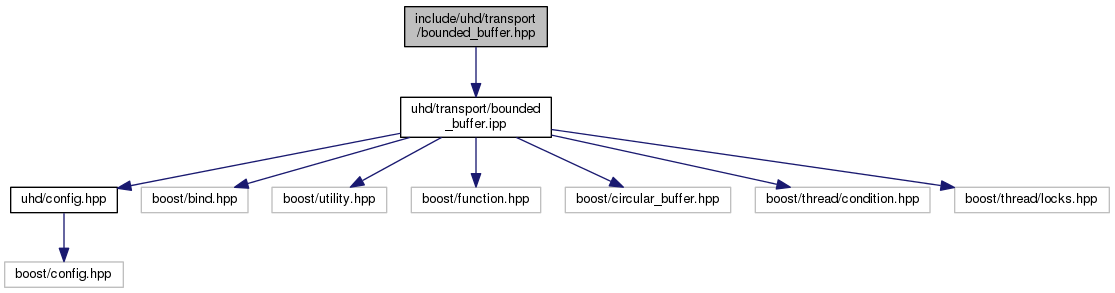 include/uhd/transport
/bounded_buffer.hpp
uhd/transport/bounded
_buffer.ipp
uhd/config.hpp
boost/bind.hpp
boost/utility.hpp
boost/function.hpp
boost/circular_buffer.hpp
boost/thread/condition.hpp
boost/thread/locks.hpp
boost/config.hpp